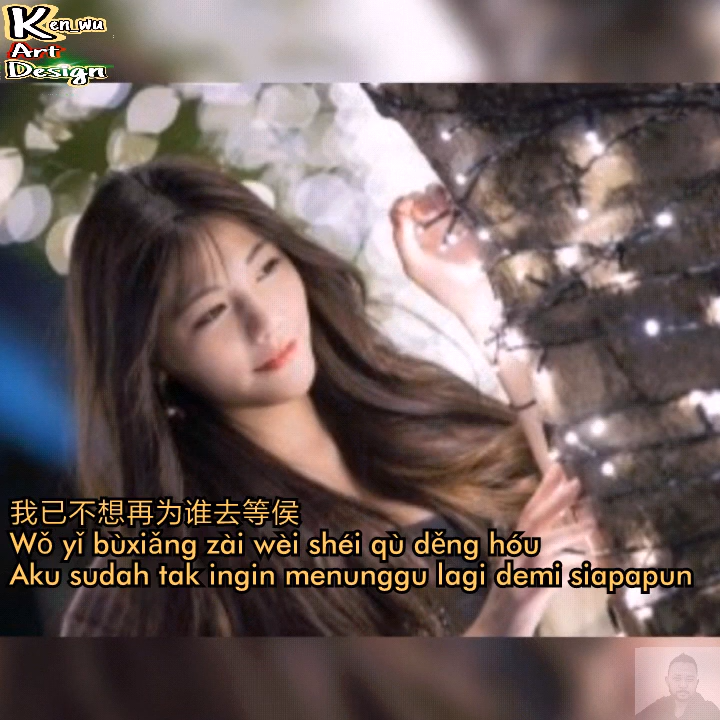 Ken_wu
Art
Design
我已不想再为谁去等侯
Wǒ yǐ bùxiǎng zài wèi shéi qù děng hóu
Aku sudah tak ingin menunggu lagi demi siapapun